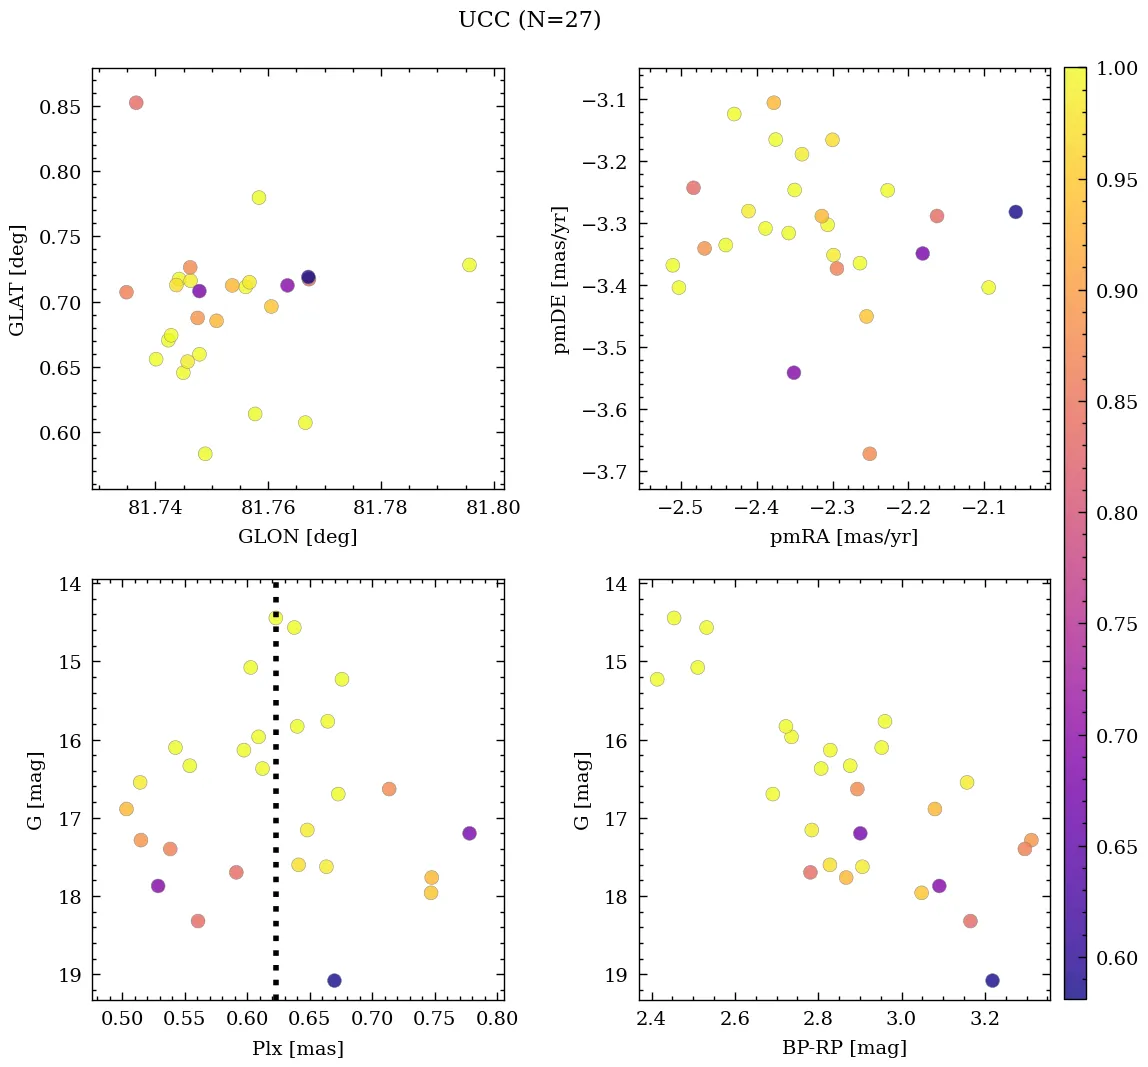 UCC (N=27)
0.85
0.80
0.75
0.70
0.65
0.60
GLAT [deg]
81.74 81.76 81.78 81.80
GLON [deg]
−3.1
−3.2
−3.3
−3.4
−3.5
−3.6
−3.7
pmDE [mas/yr]
−2.5 −2.4 −2.3 −2.2 −2.1
pmRA [mas/yr]
14
15
16
17
18
19
G [mag]
0.50 0.55 0.60 0.65 0.70 0.75 0.80
Plx [mas]
14
15
16
17
18
19
G [mag]
2.4 2.6 2.8 3.0 3.2
BP-RP [mag]
1.00
0.95
0.90
0.85
0.80
0.75
0.70
0.65
0.60